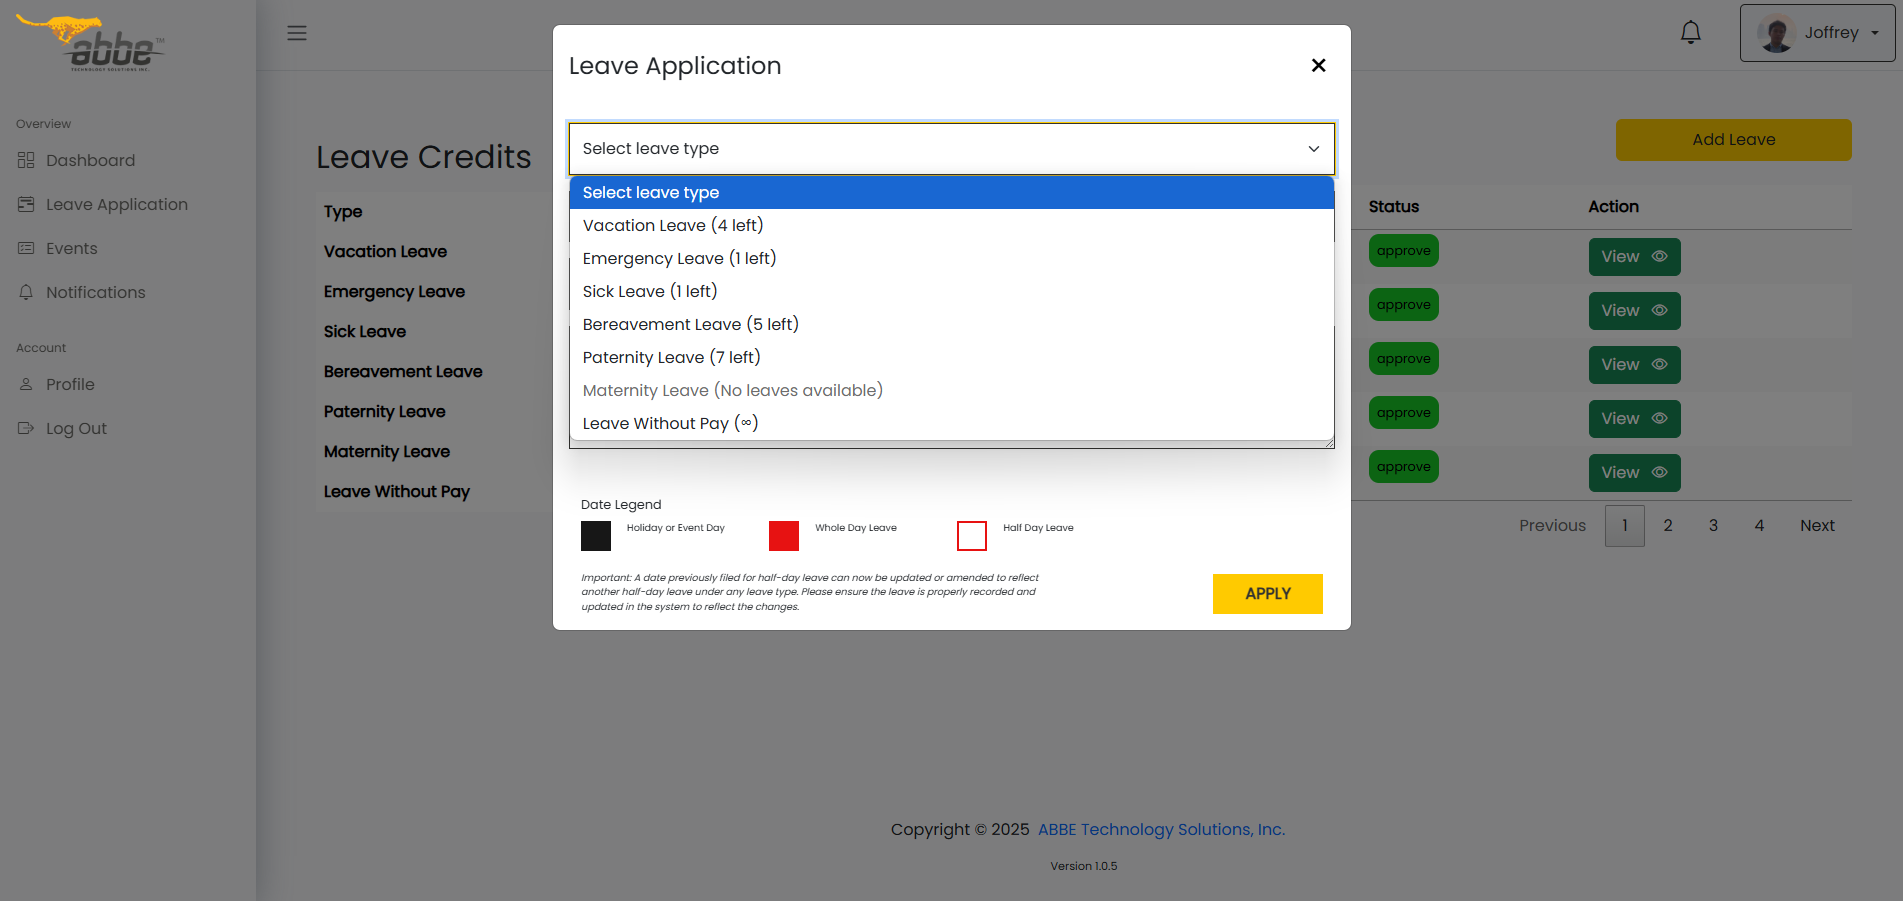 abbe™
TECHNOLOGY SOLUTIONS INC.
Joffrey
Overview
Dashboard
Leave Application
Events
Notifications
Account
Profile
Log Out
Leave Credits
Add Leave
Type
Vacation Leave
Emergency Leave
Sick Leave
Bereavement Leave
Paternity Leave
Maternity Leave
Leave Without Pay
Leave Application
Select leave type
Select leave type
Vacation Leave (4 left)
Emergency Leave (1 left)
Sick Leave (1 left)
Bereavement Leave (5 left)
Paternity Leave (7 left)
Maternity Leave (No leaves available)
Leave Without Pay (∞)
Date Legend
Holiday or Event Day
Whole Day Leave
Half Day Leave
Important: A date previously filed for half-day leave can now be updated or amended to reflect
another half-day leave under any leave type. Please ensure the leave is properly recorded and
updated in the system to reflect the changes.
APPLY
Status Action
approve View
approve View
approve View
approve View
approve View
Previous 1 2 3 4 Next
Copyright © 2025 ABBE Technology Solutions, Inc.
Version 1.0.5